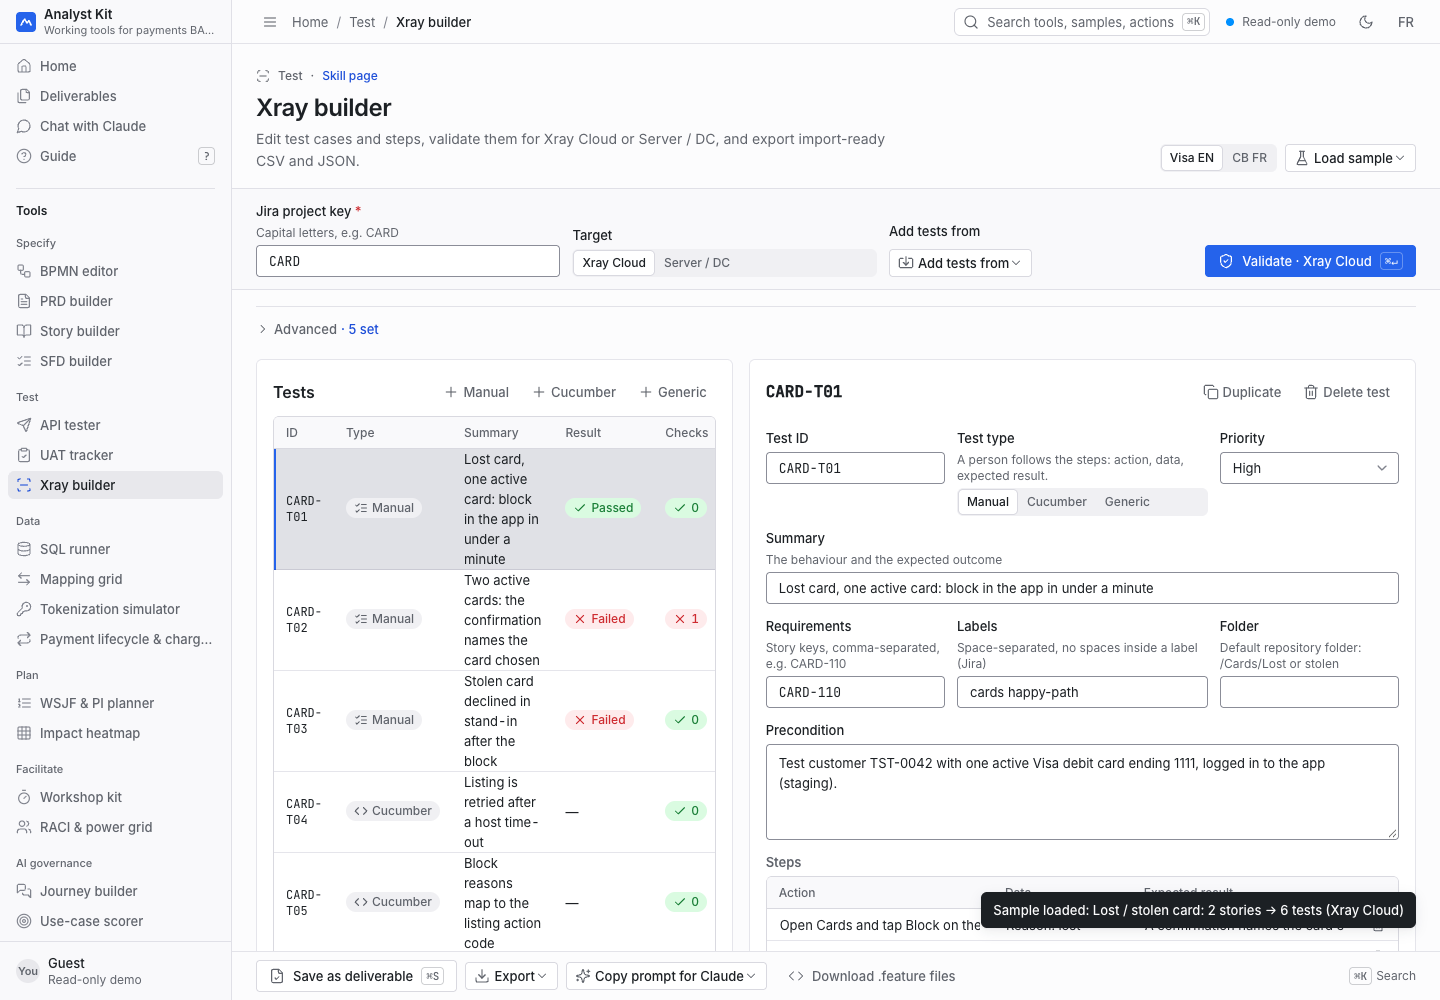 Analyst Kit
Working tools for payments BA...
Home / Test / Xray builder
Search tools, samples, actions ⌘K
Read-only demo
FR
Home
Deliverables
Chat with Claude
Guide ?
Tools
Specify
BPMN editor
PRD builder
Story builder
SFD builder
Test
API tester
UAT tracker
Xray builder
Data
SQL runner
Mapping grid
Tokenization simulator
Payment lifecycle & charg...
Plan
WSJF & PI planner
Impact heatmap
Facilitate
Workshop kit
RACI & power grid
AI governance
Journey builder
Use-case scorer
You
Guest
Read-only demo
Test · Skill page
Xray builder
Edit test cases and steps, validate them for Xray Cloud or Server / DC, and export import-ready
CSV and JSON.
Visa EN CB FR
Load sample
Jira project key *
Capital letters, e.g. CARD
CARD
Target
Xray Cloud Server / DC
Add tests from
Add tests from
Validate · Xray Cloud ⌘↵
Advanced · 5 set
Tests
+ Manual + Cucumber + Generic
ID Type Summary Result Checks
CARD-
T01
Manual
Lost card,
one active
card: block
in the app in
under a
minute
Passed
0
CARD-
T02
Manual
Two active
cards: the
confirmation
names the
card chosen
Failed
1
CARD-
T03
Manual
Stolen card
declined in
stand-in
after the
block
Failed
0
CARD-
T04
Cucumber
Listing is
retried after
a host time-
out
—
0
CARD-
T05
Cucumber
Block
reasons
map to the
listing action
code
—
0
CARD-T01
Duplicate Delete test
Test ID
CARD-T01
Test type
A person follows the steps: action, data,
expected result.
Manual Cucumber Generic
Priority
High
Summary
The behaviour and the expected outcome
Lost card, one active card: block in the app in under a minute
Requirements
Story keys, comma-separated,
e.g. CARD-110
CARD-110
Labels
Space-separated, no spaces inside a label
(Jira)
cards happy-path
Folder
Default repository folder:
/Cards/Lost or stolen
Precondition
Test customer TST-0042 with one active Visa debit card ending 1111, logged in to the app
(staging).
Steps
Action
Open Cards and tap Block on the
Sample loaded: Lost / stolen card: 2 stories → 6 tests (Xray Cloud)
Save as deliverable ⌘S
Export
Copy prompt for Claude
Download .feature files
⌘K Search